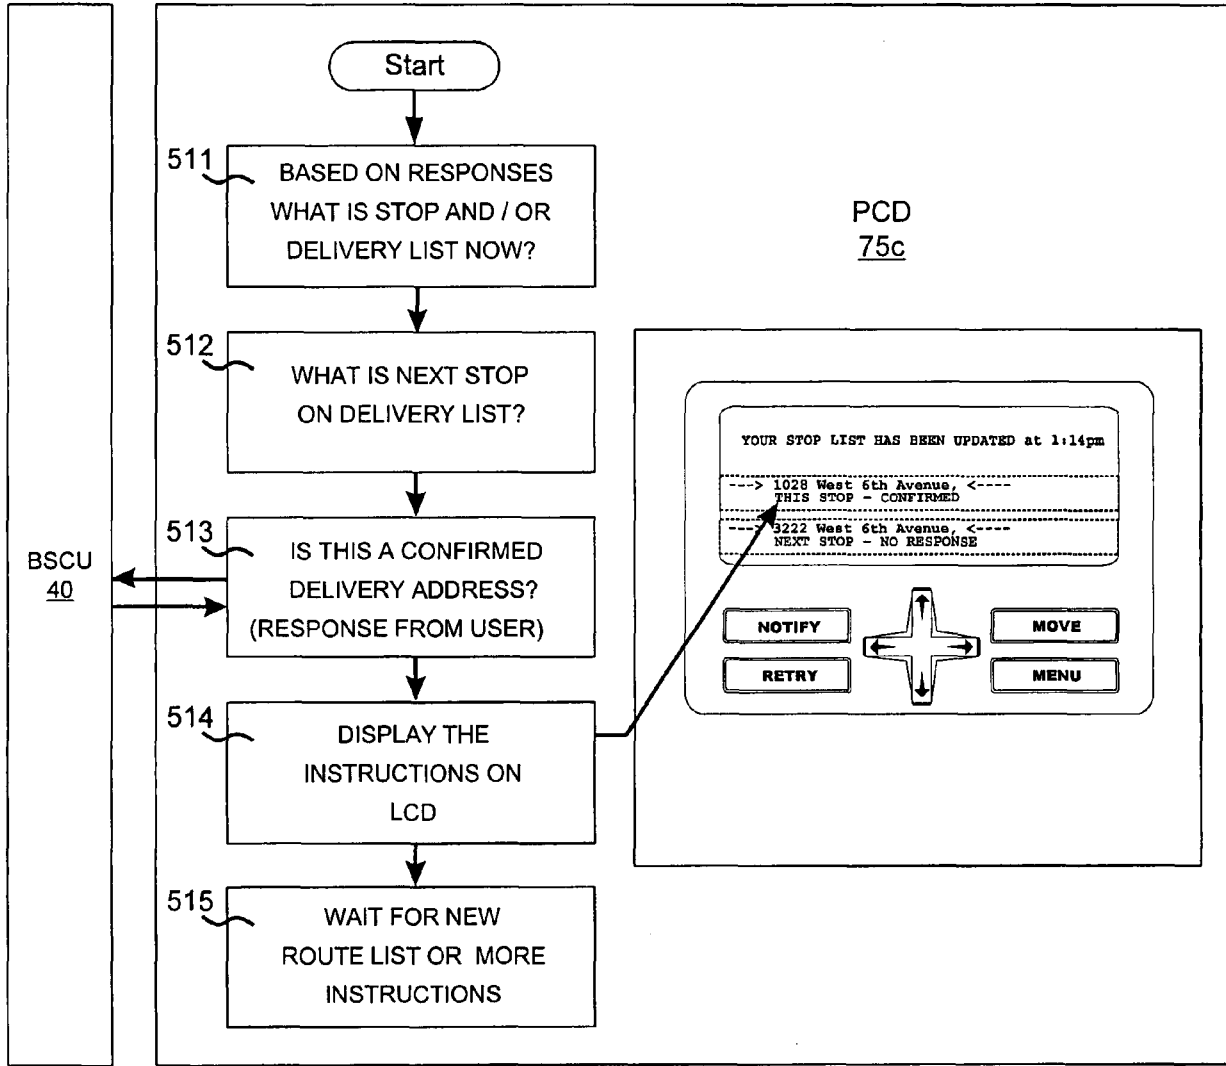 Start
511
BASED ON RESPONSES
WHAT IS STOP AND / OR
DELIVERY LIST NOW?
512
WHAT IS NEXT STOP
ON DELIVERY LIST?
513
IS THIS A CONFIRMED
DELIVERY ADDRESS?
(RESPONSE FROM USER)
BSCU
40
514
DISPLAY THE
INSTRUCTIONS ON
LCD
515
WAIT FOR NEW
ROUTE LIST OR MORE
INSTRUCTIONS
PCD
75c
YOUR STOP LIST HAS BEEN UPDATED at 1:14pm
---> 1028 West 6th Avenue, <----
THIS STOP - CONFIRMED
---> 3222 West 6th Avenue, <----
NEXT STOP - NO RESPONSE
NOTIFY
MOVE
RETRY
MENU